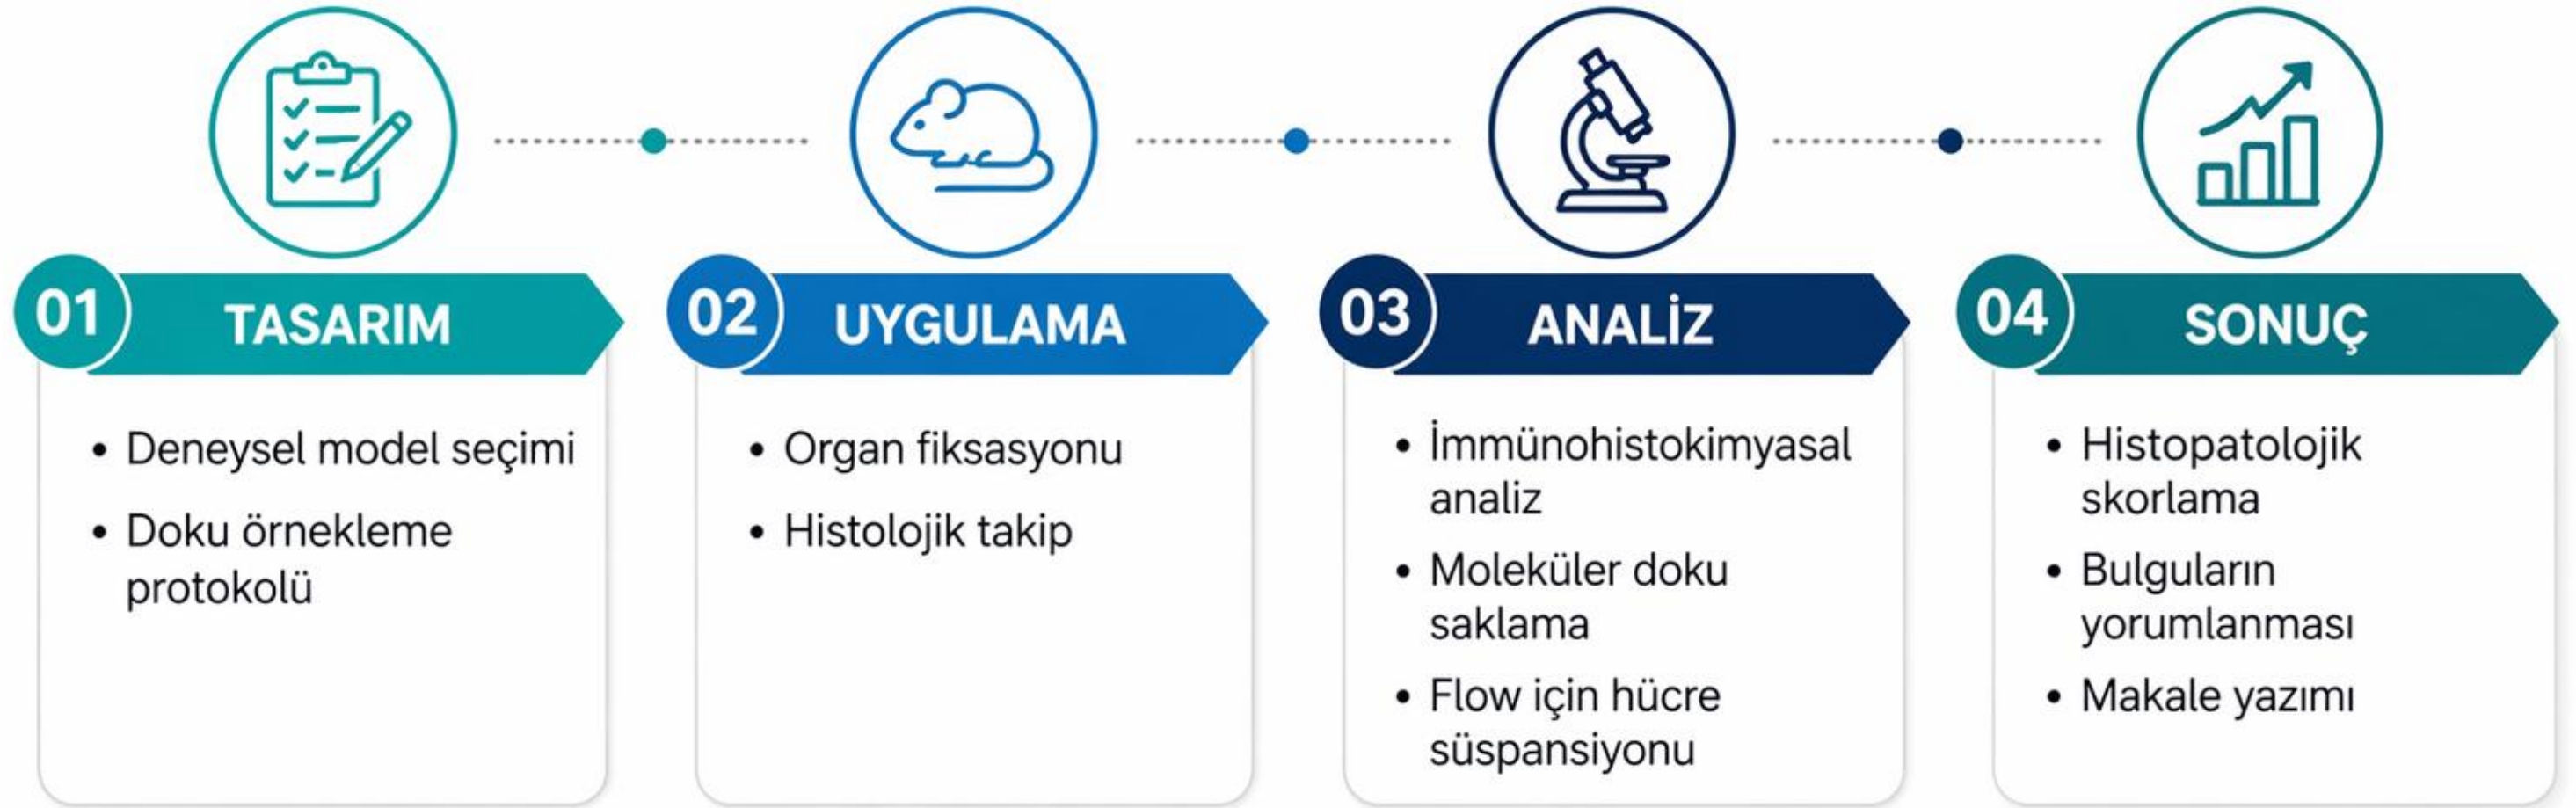 01
TASARIM
• Deneysel model seçimi
• Doku örnekleme
protokolü
02
UYGULAMA
• Organ fiksasyonu
• Histolojik takip
03
ANALİZ
• İmmünohistokimyasal
analiz
• Moleküler doku
saklama
• Flow için hücre
süspansiyonu
04
SONUÇ
• Histopatolojik
skorlama
• Bulguların
yorumlanması
• Makale yazımı